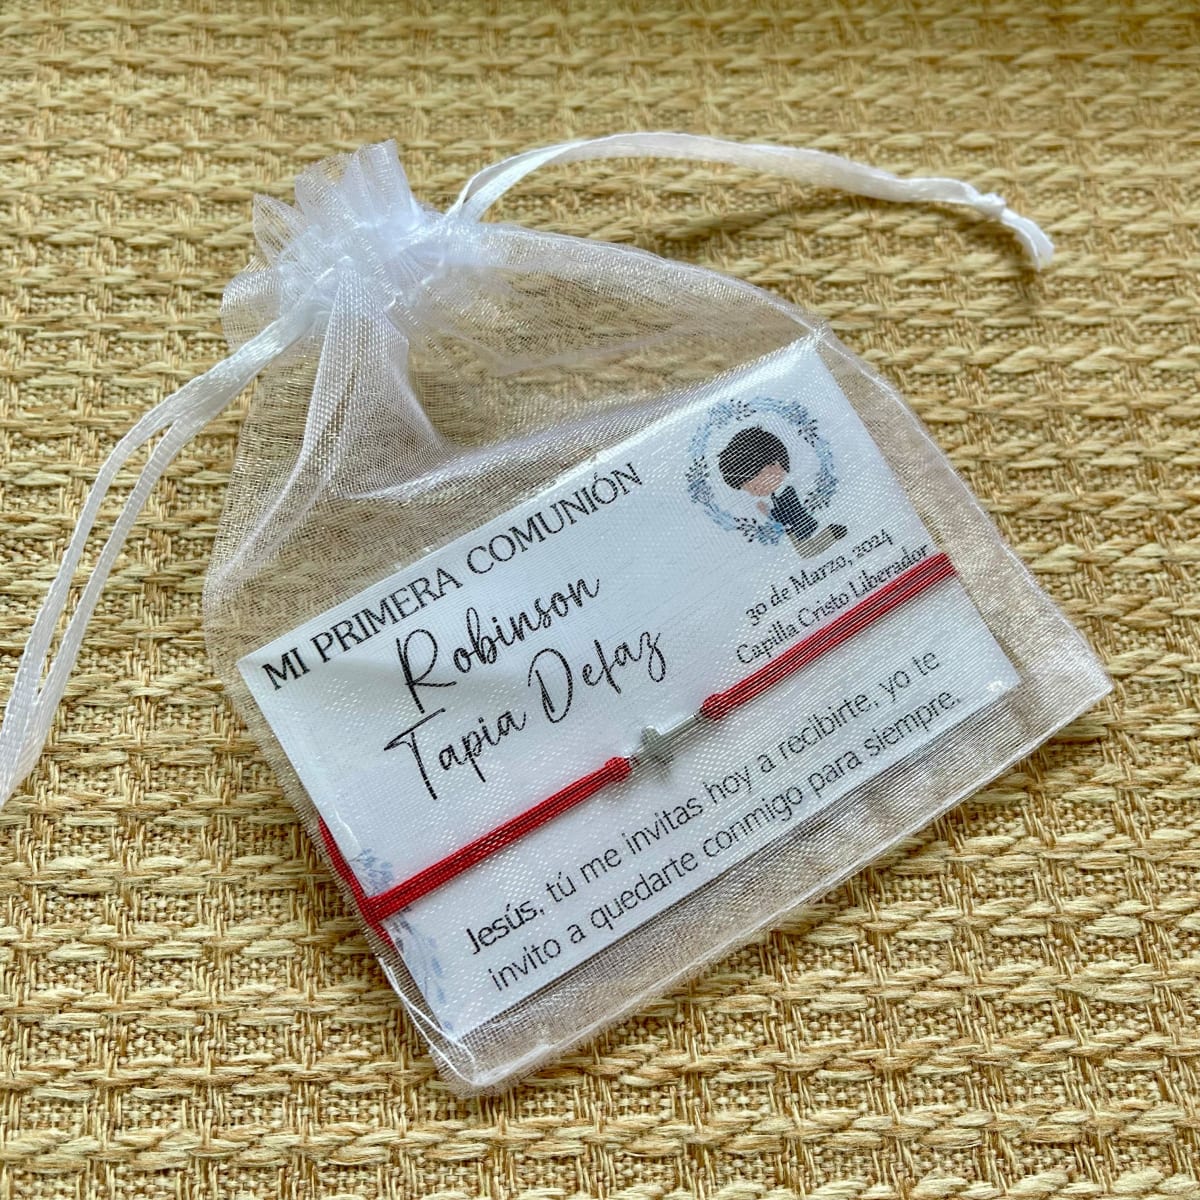 MI PRIMERA COMUNIÓN
Robinson
Tapia Defaz
30 de Marzo, 2024
Capilla Cristo Liberador
Jesús, tú me invitas hoy a recibirte, yo te
invito a quedarte conmigo para siempre.